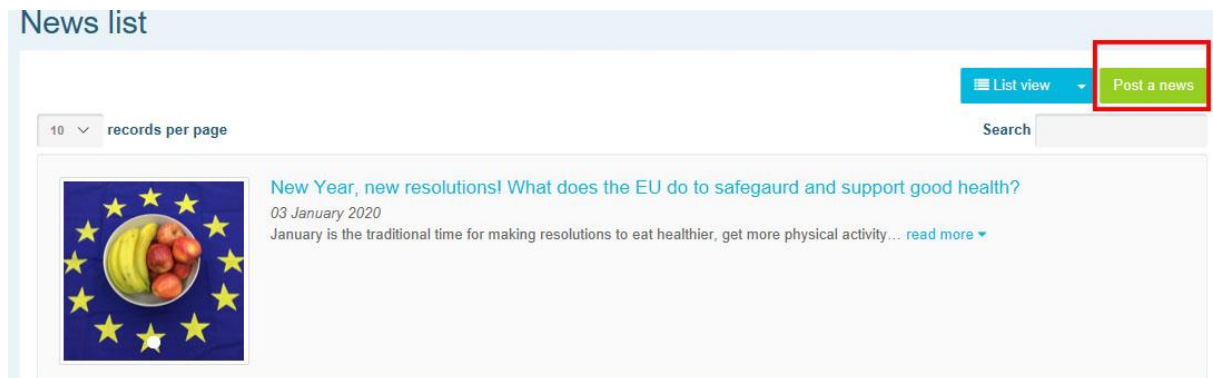 News list
List view
Post a news
10 records per page
Search
New Year, new resolutions! What does the EU do to safegaurd and support good health?
03 January 2020
January is the traditional time for making resolutions to eat healthier, get more physical activity... read more